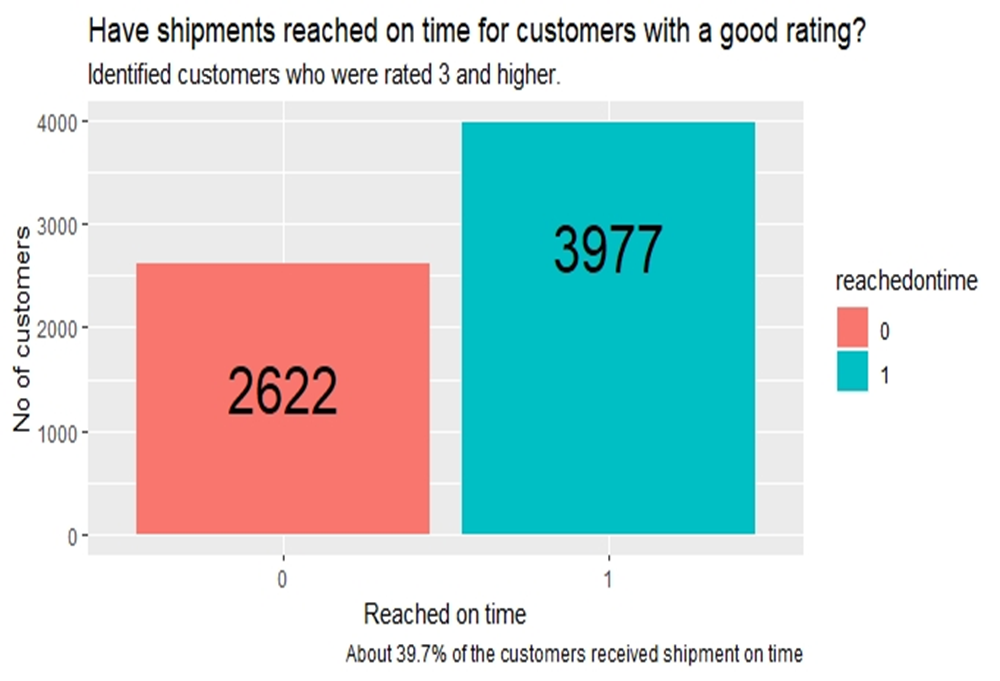 Have shipments reached on time for customers with a good rating?
Identified customers who were rated 3 and higher.
No of customers
4000
3000
2000
1000
0
2622
3977
0
1
Reached on time
About 39.7% of the customers received shipment on time
reachedontime
0
1